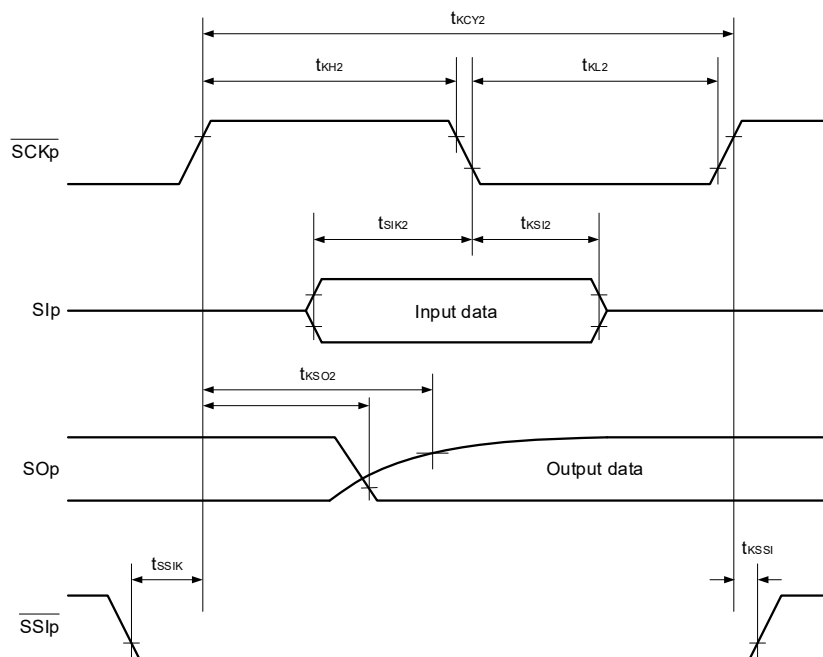 tKCY2
tKH2
tKL2
SCKp
tSIK2
tKSI2
SIp
Input data
tKSO2
SOp
Output data
tSSIK
tKSSI
SSIp